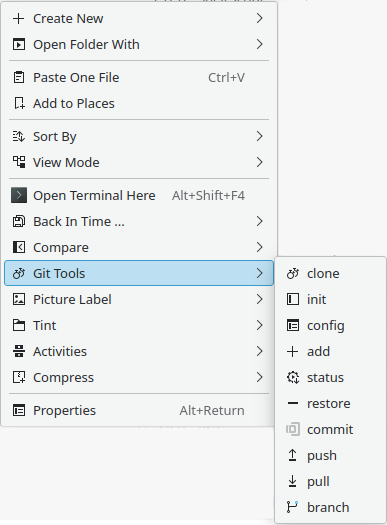 Create New
Open Folder With
Paste One File Ctrl+V
Add to Places
Sort By
View Mode
Open Terminal Here Alt+Shift+F4
Back In Time ...
Compare
Git Tools
Picture Label
Tint
Activities
Compress
Properties Alt+Return
clone
init
config
add
status
restore
commit
push
pull
branch